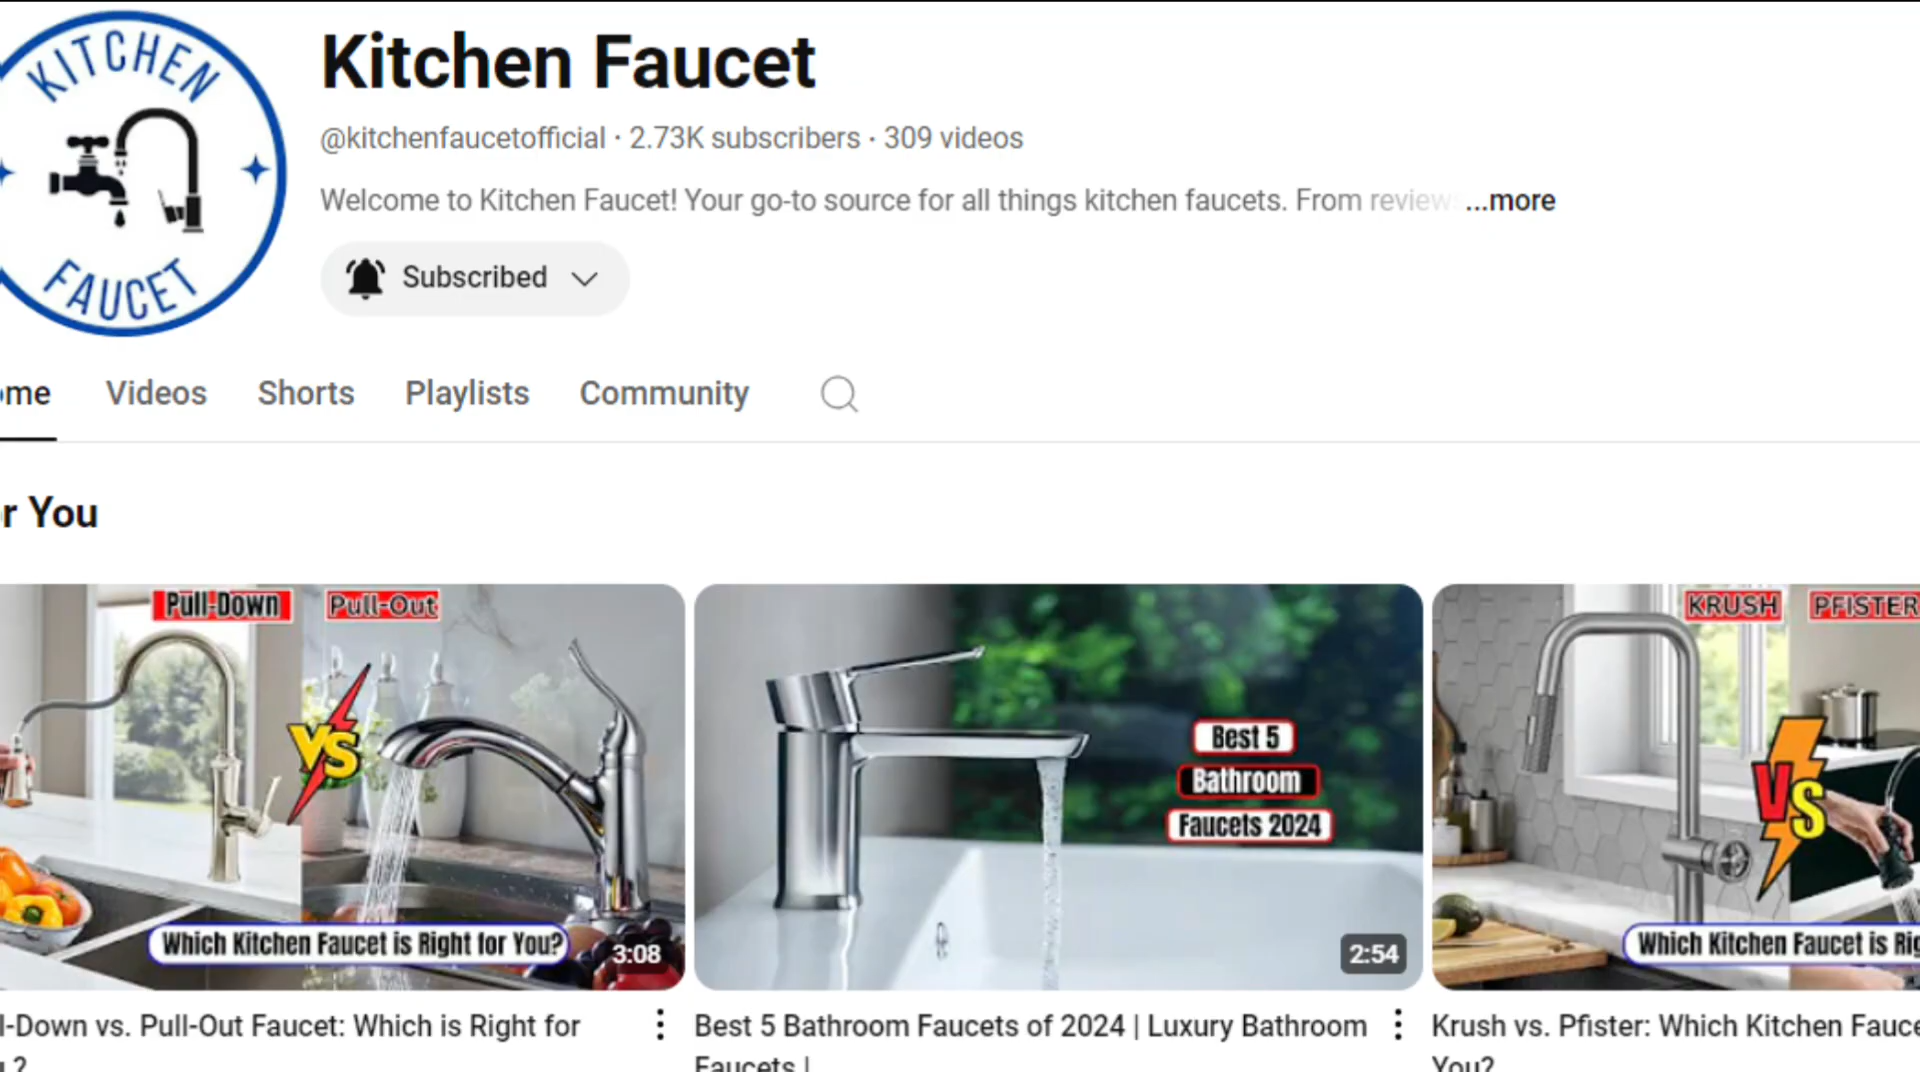 KITCHEN
FAUCET
Kitchen Faucet
@kitchenfaucetofficial · 2.73K subscribers · 309 videos
Welcome to Kitchen Faucet! Your go-to source for all things kitchen faucets. From review ...more
Subscribed
ome Videos Shorts Playlists Community
r You
Pull-Down Pull-Out
VS
Which Kitchen Faucet is Right for You?
3:08
Best 5
Bathroom
Faucets 2024
2:54
KRUSH PFISTER
VS
Which Kitchen Faucet is Rig
l-Down vs. Pull-Out Faucet: Which is Right for
?
Best 5 Bathroom Faucets of 2024 | Luxury Bathroom
Faucets |
Krush vs. Pfister: Which Kitchen Fauce
You?